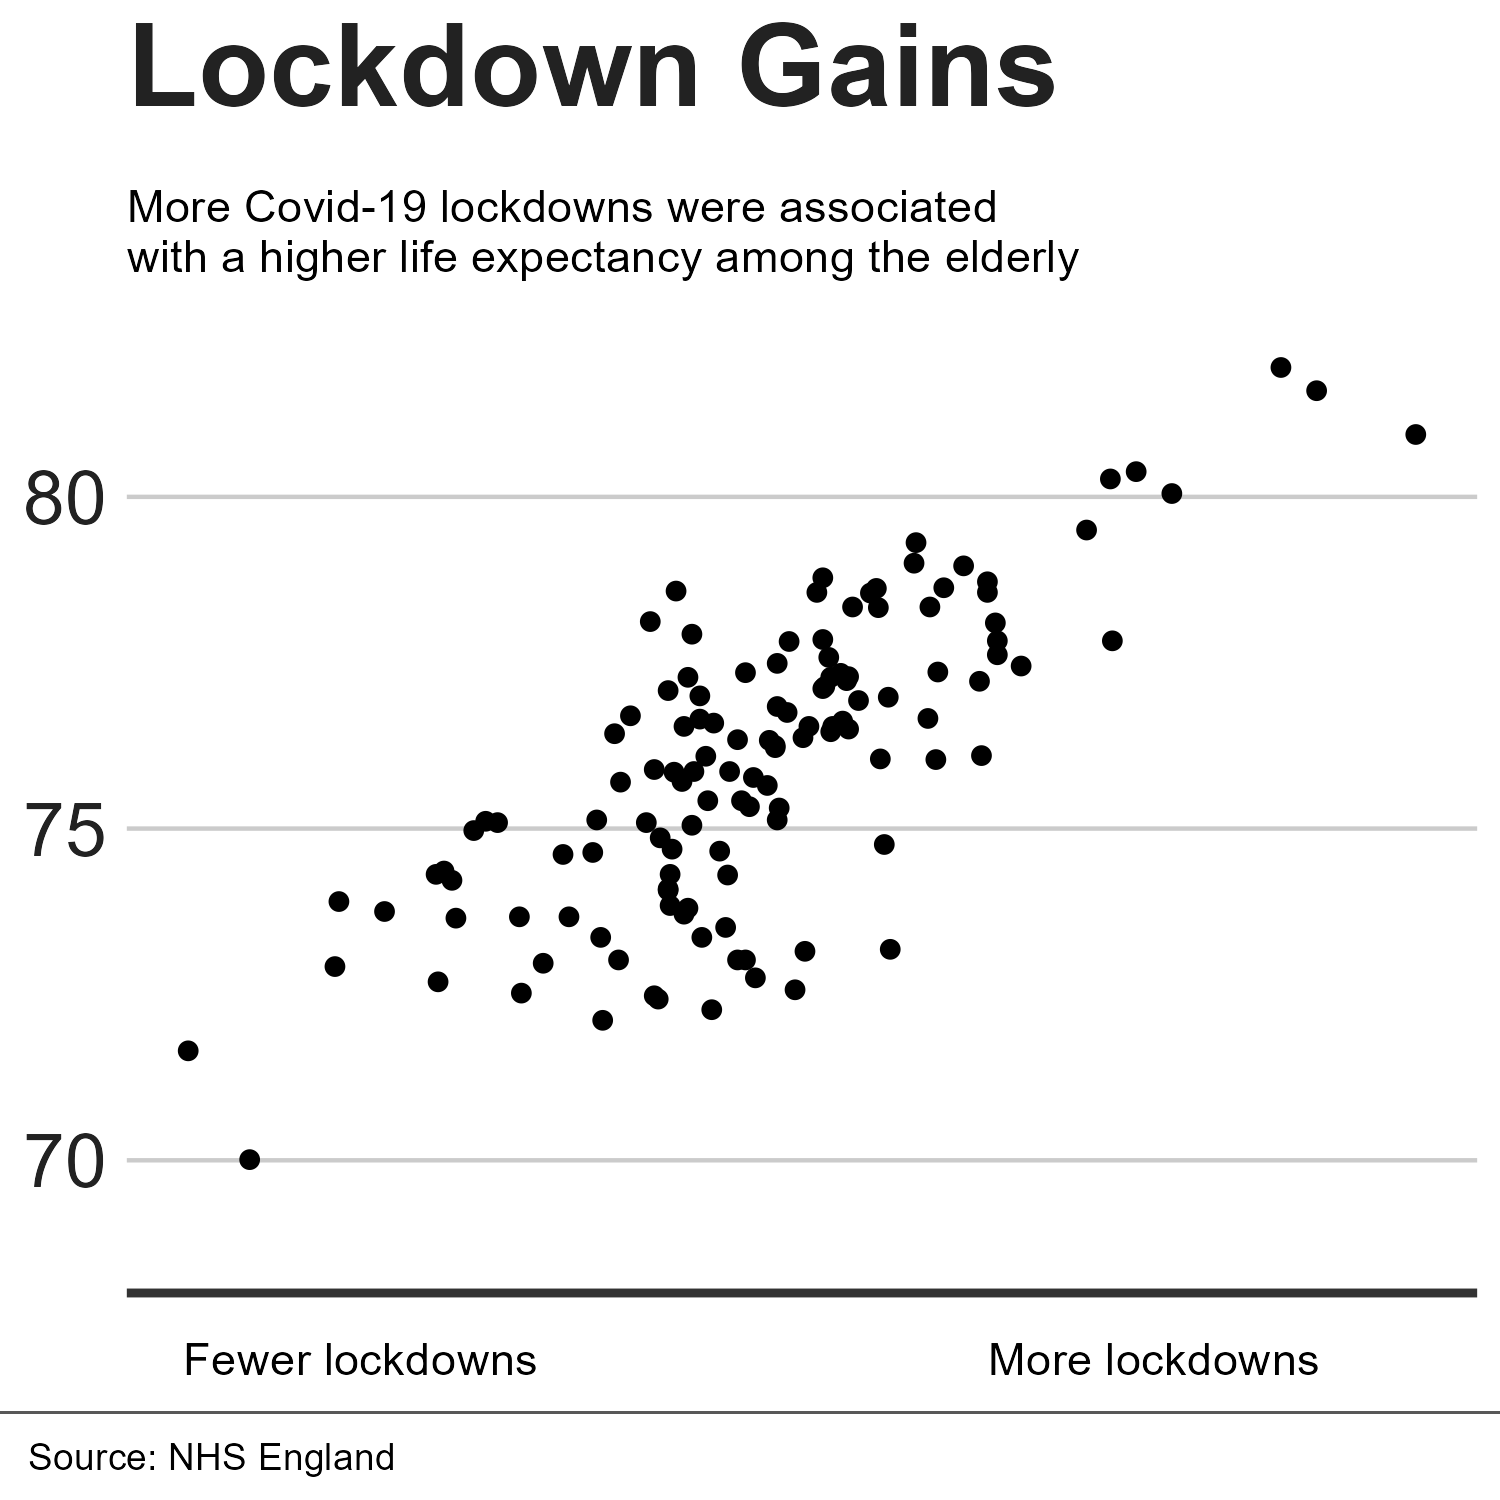 Lockdown Gains
More Covid-19 lockdowns were associated
with a higher life expectancy among the elderly
80
75
70
Fewer lockdowns More lockdowns
Source: NHS England